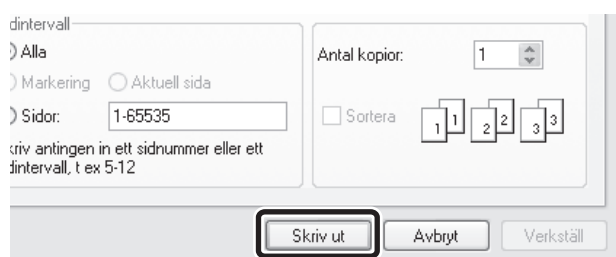 dintervall
Alla
Markering Aktuell sida
Sidor: 1-65535
kriv antingen in ett sidnummer eller ett
dintervall, t ex 5-12
Antal kopior: 1
Sortera
1 1 2 2 3 3
Skriv ut Avbryt Verkställ